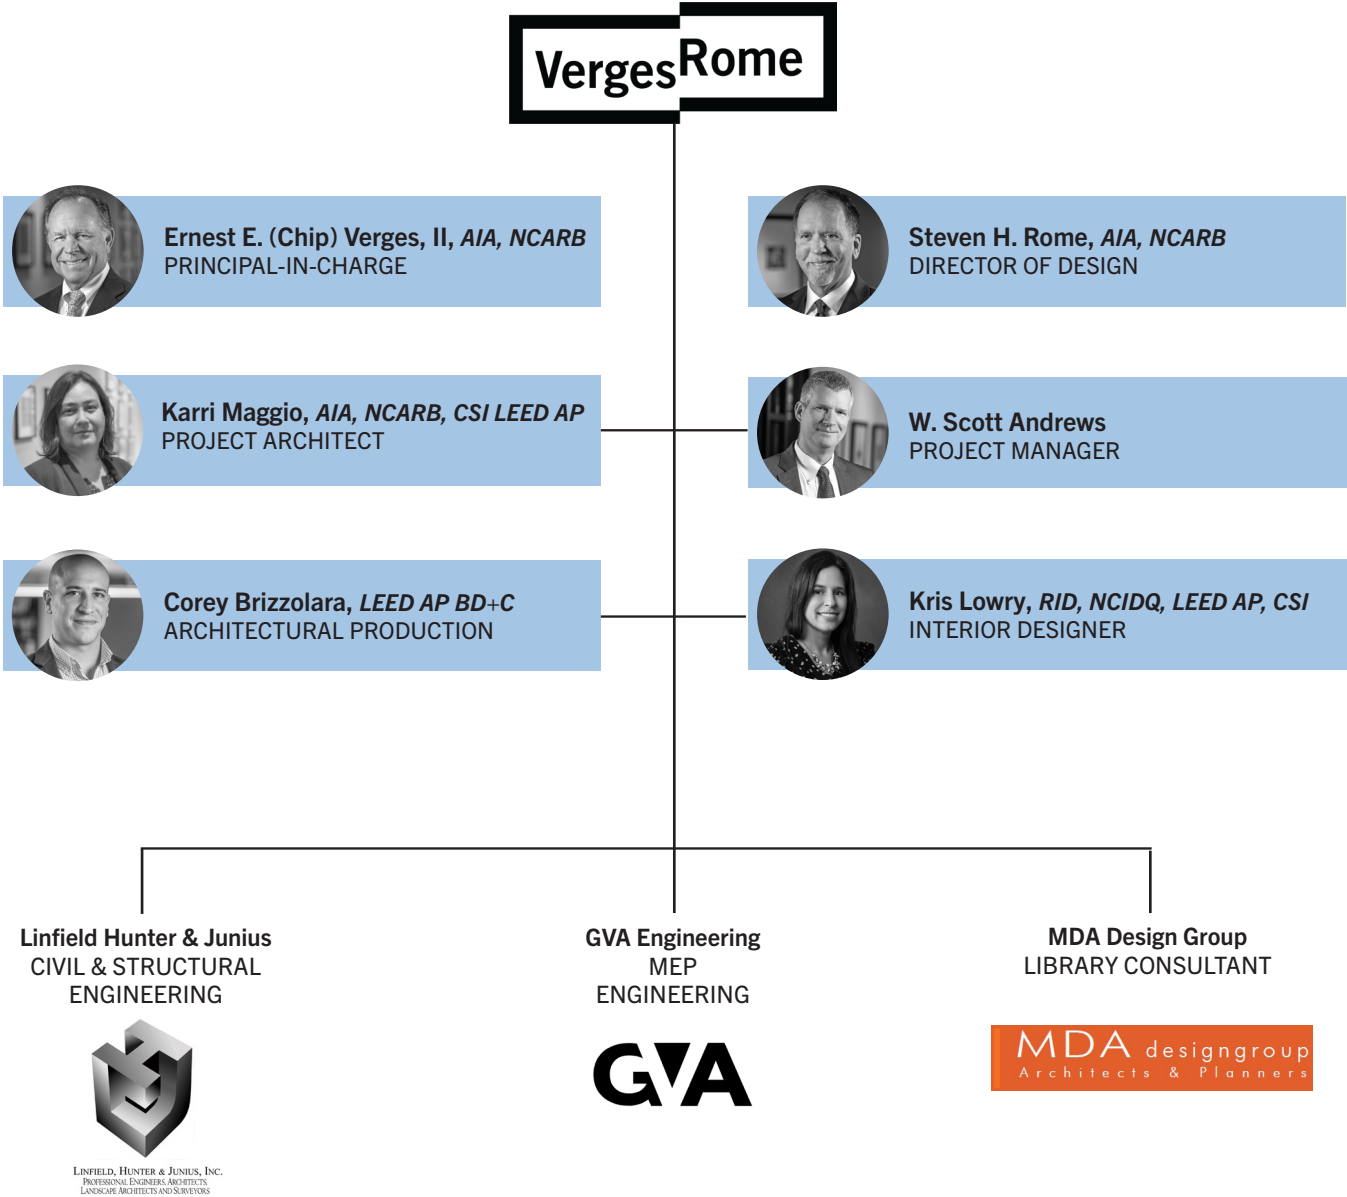 VergesRome
Ernest E. (Chip) Verges, II, AIA, NCARB
PRINCIPAL-IN-CHARGE
Steven H. Rome, AIA, NCARB
DIRECTOR OF DESIGN
Karri Maggio, AIA, NCARB, CSI LEED AP
PROJECT ARCHITECT
W. Scott Andrews
PROJECT MANAGER
Corey Brizzolara, LEED AP BD+C
ARCHITECTURAL PRODUCTION
Kris Lowry, RID, NCIDQ, LEED AP, CSI
INTERIOR DESIGNER
Linfield Hunter & Junius
CIVIL & STRUCTURAL
ENGINEERING
LINFIELD, HUNTER & JUNIUS, INC.
PROFESSIONAL ENGINEERS, ARCHITECTS,
LANDSCAPE ARCHITECTS AND SURVEYORS
GVA Engineering
MEP
ENGINEERING
GVA
MDA Design Group
LIBRARY CONSULTANT
MDA designgroup
Architects & Planners